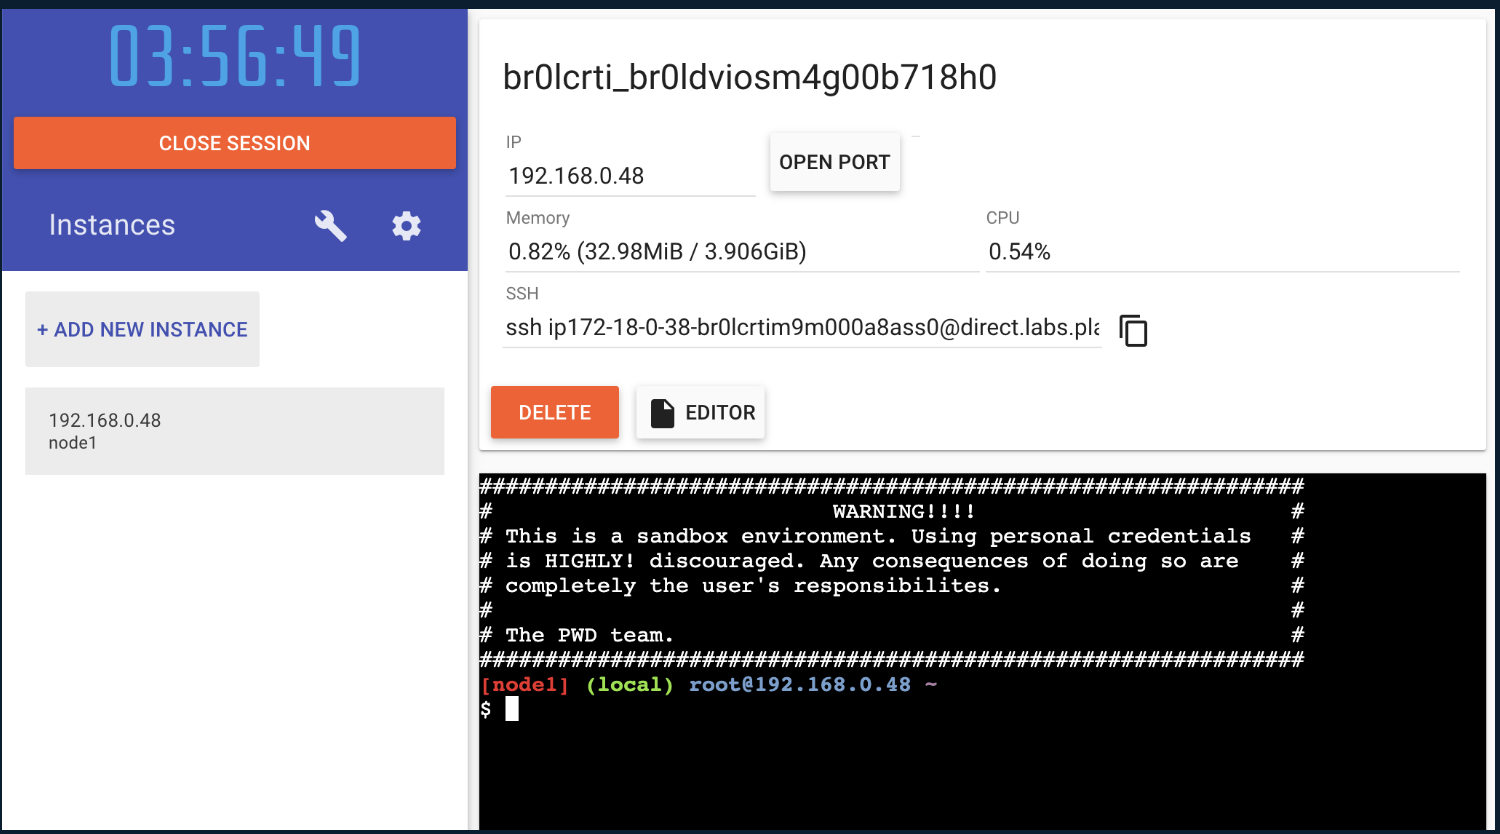 03:56:49
CLOSE SESSION
Instances
+ ADD NEW INSTANCE
192.168.0.48
node1
br0lcrti_br0ldviosm4g00b718h0
IP
192.168.0.48
OPEN PORT
Memory
0.82% (32.98MiB / 3.906GiB)
CPU
0.54%
SSH
ssh ip172-18-0-38-br0lcrtim9m000a8ass0@direct.labs.pla
DELETE
EDITOR
###############################################################
#                          WARNING!!!!                        #
# This is a sandbox environment. Using personal credentials   #
# is HIGHLY! discouraged. Any consequences of doing so are    #
# completely the user's responsibilites.                      #
#                                                             #
# The PWD team.                                               #
###############################################################
[node1] (local) root@192.168.0.48 ~
$